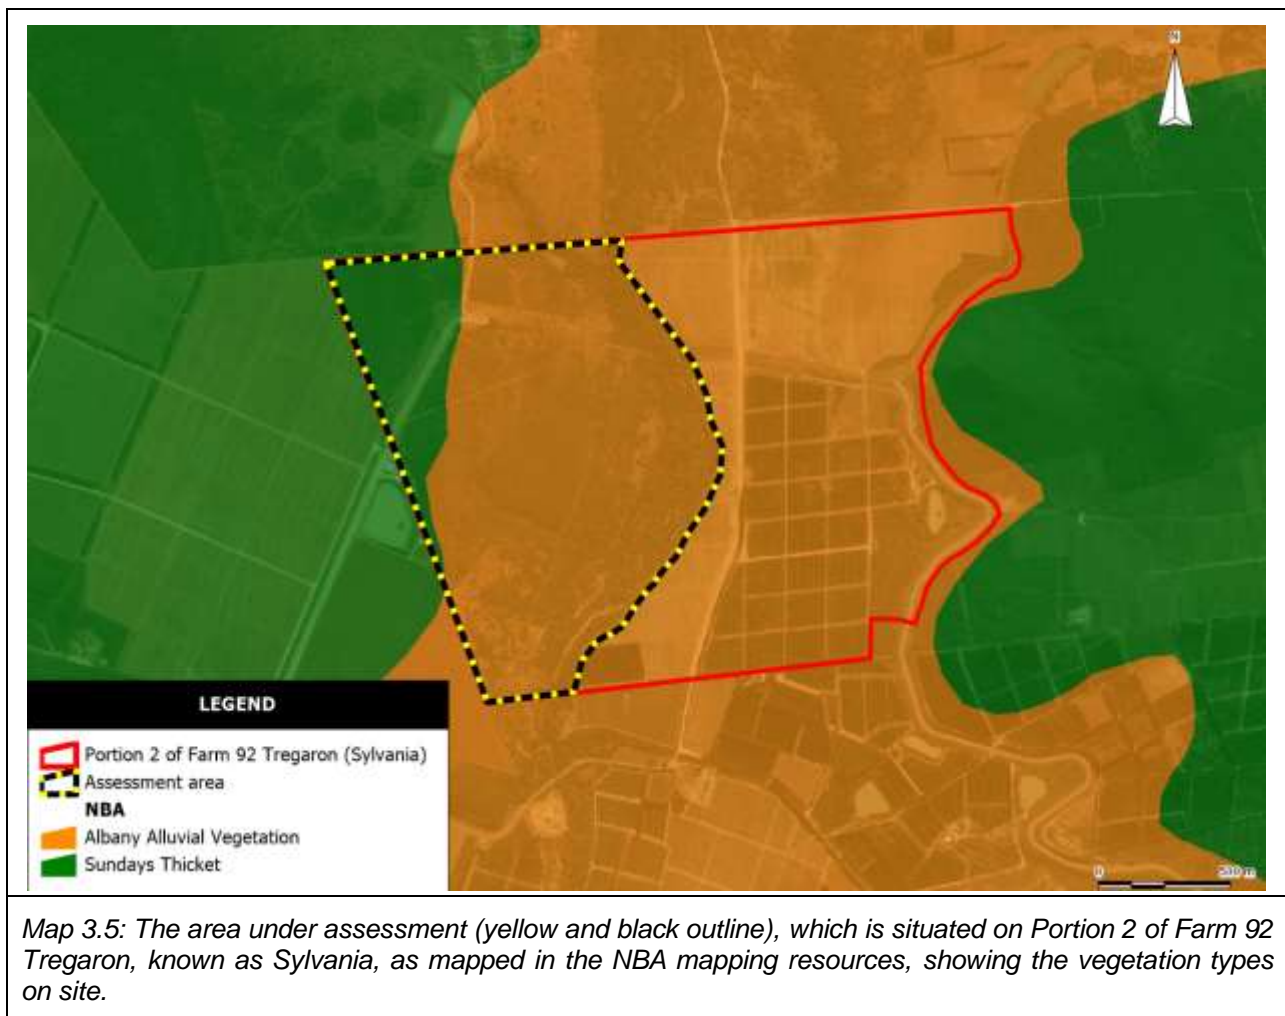 N
LEGEND
Portion 2 of Farm 92 Tregaron (Sylvania)
Assessment area
NBA
Albany Alluvial Vegetation
Sundays Thicket
0 500 m
Map 3.5: The area under assessment (yellow and black outline), which is situated on Portion 2 of Farm 92
Tregaron, known as Sylvania, as mapped in the NBA mapping resources, showing the vegetation types
on site.